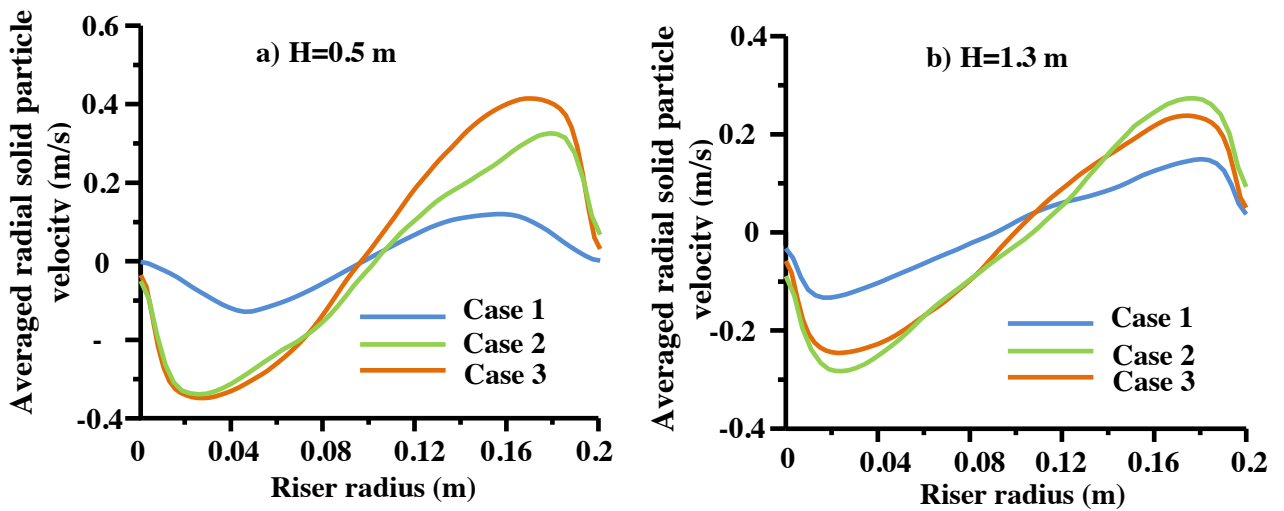 Averaged radial solid particle
velocity (m/s)
0.6
0.4
0.2
0
-
-0.4
a) H=0.5 m
Case 1
Case 2
Case 3
0 0.04 0.08 0.12 0.16 0.2
Riser radius (m)
Averaged radial solid particle
velocity (m/s)
0.4
0.2
0
-0.2
-0.4
b) H=1.3 m
Case 1
Case 2
Case 3
0 0.04 0.08 0.12 0.16 0.2
Riser radius (m)